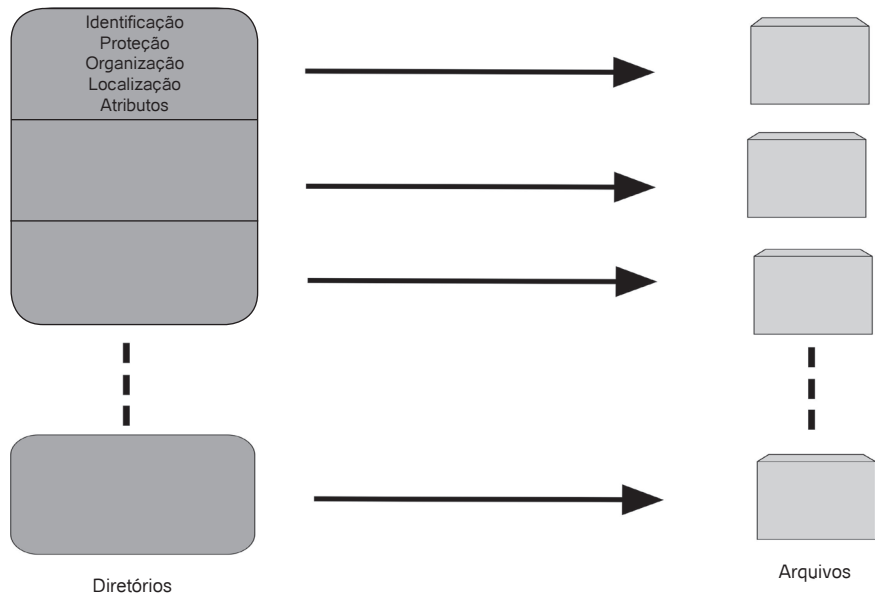 Identificação
Proteção
Organização
Localização
Atributos
Diretórios
Arquivos